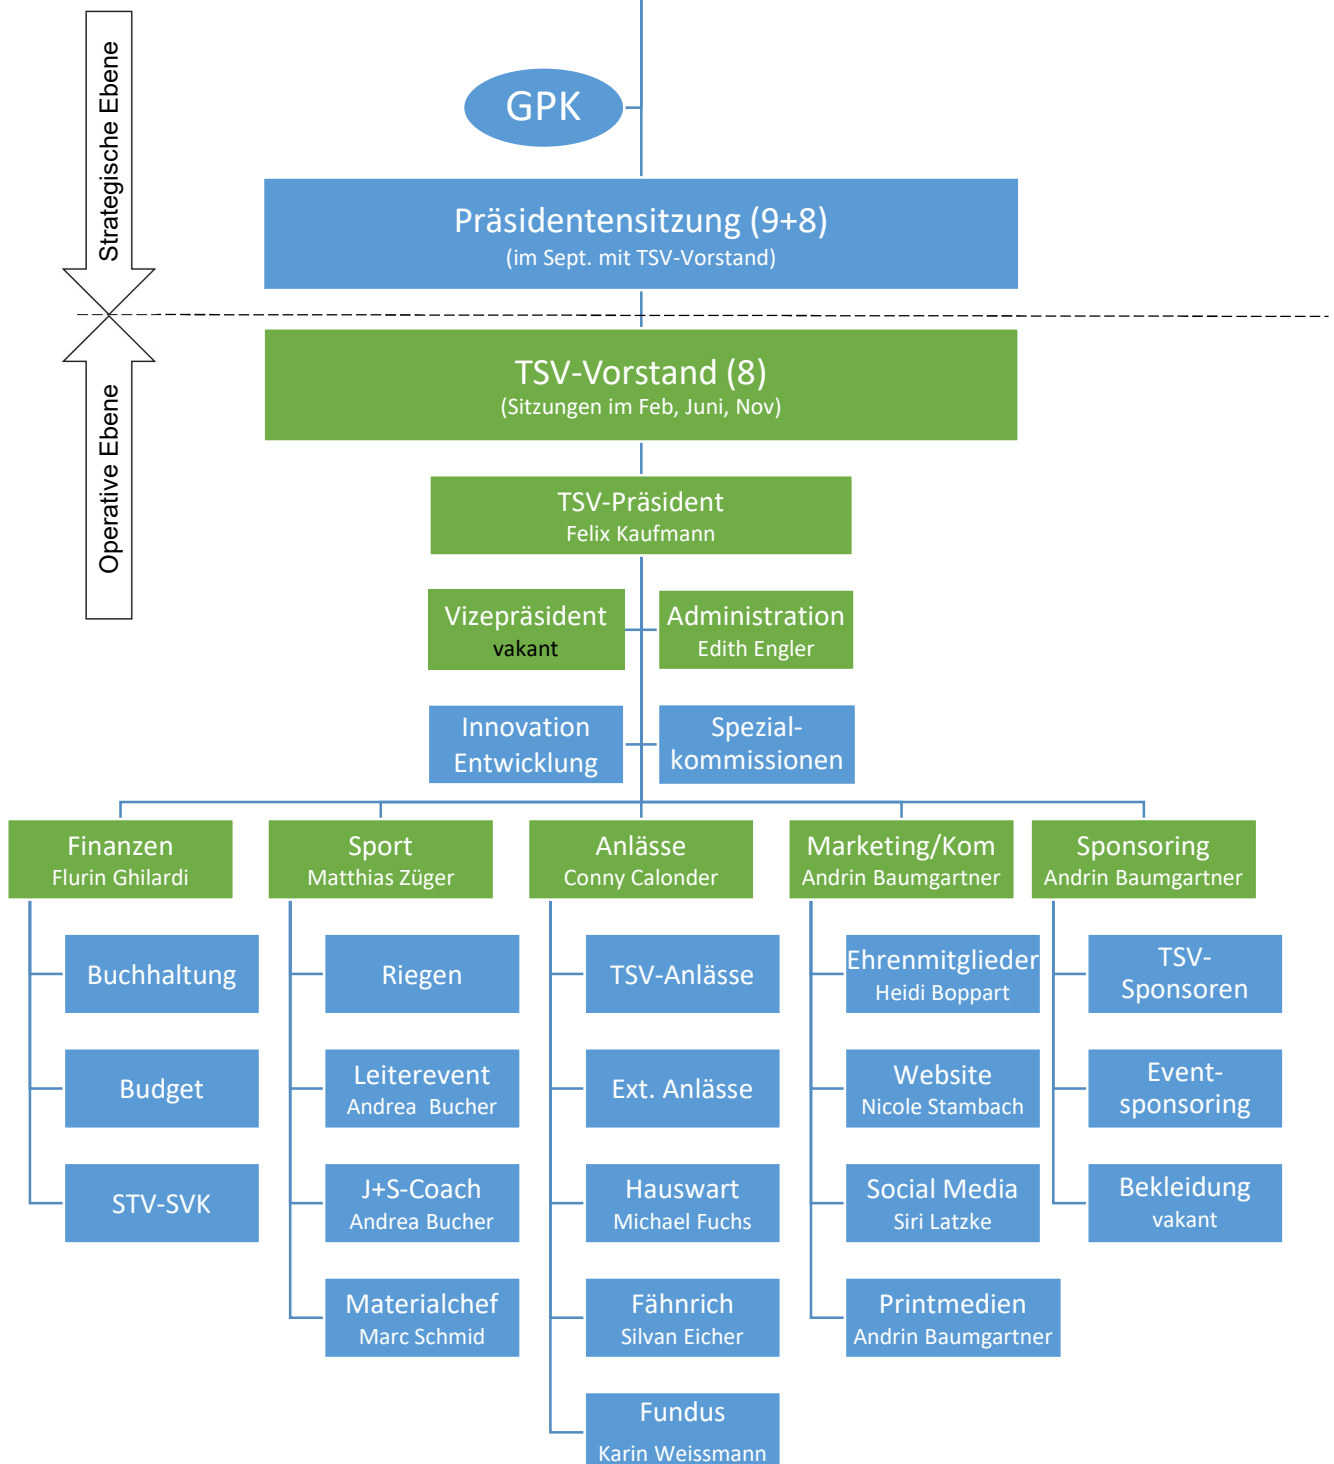 Strategische Ebene
GPK
Präsidentensitzung (9+8)
(im Sept. mit TSV-Vorstand)
Operative Ebene
TSV-Vorstand (8)
(Sitzungen im Feb, Juni, Nov)
TSV-Präsident
Felix Kaufmann
Vizepräsident
vakant
Administration
Edith Engler
Innovation
Entwicklung
Spezial-
kommissionen
Finanzen
Flurin Ghilardi
Sport
Matthias Züger
Anlässe
Conny Calonder
Marketing/Kom
Andrin Baumgartner
Sponsoring
Andrin Baumgartner
Buchhaltung
Riegen
TSV-Anlässe
Ehrenmitglieder
Heidi Boppart
TSV-
Sponsoren
Budget
Leiterevent
Andrea  Bucher
Ext. Anlässe
Website
Nicole Stambach
Event-
sponsoring
STV-SVK
J+S-Coach
Andrea Bucher
Hauswart
Michael Fuchs
Social Media
Siri Latzke
Bekleidung
vakant
Materialchef
Marc Schmid
Fähnrich
Silvan Eicher
Printmedien
Andrin Baumgartner
Fundus
Karin Weissmann